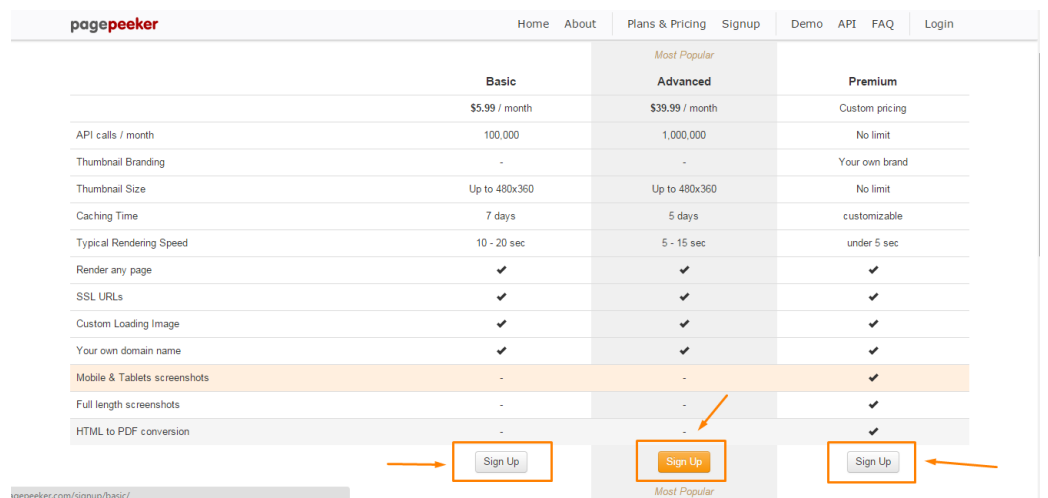 pagepeeker Home About Plans & Pricing Signup Demo API FAQ Login
Most Popular
Basic Advanced Premium
$5.99 / month $39.99 / month Custom pricing
API calls / month 100,000 1,000,000 No limit
Thumbnail Branding - - Your own brand
Thumbnail Size Up to 480x360 Up to 480x360 No limit
Caching Time 7 days 5 days customizable
Typical Rendering Speed 10 - 20 sec 5 - 15 sec under 5 sec
Render any page ✔ ✔ ✔
SSL URLs ✔ ✔ ✔
Custom Loading Image ✔ ✔ ✔
Your own domain name ✔ ✔ ✔
Mobile & Tablets screenshots - - ✔
Full length screenshots - - ✔
HTML to PDF conversion - - ✔
Sign Up Sign Up Sign Up
Most Popular
agepeeker.com/signup/basic/